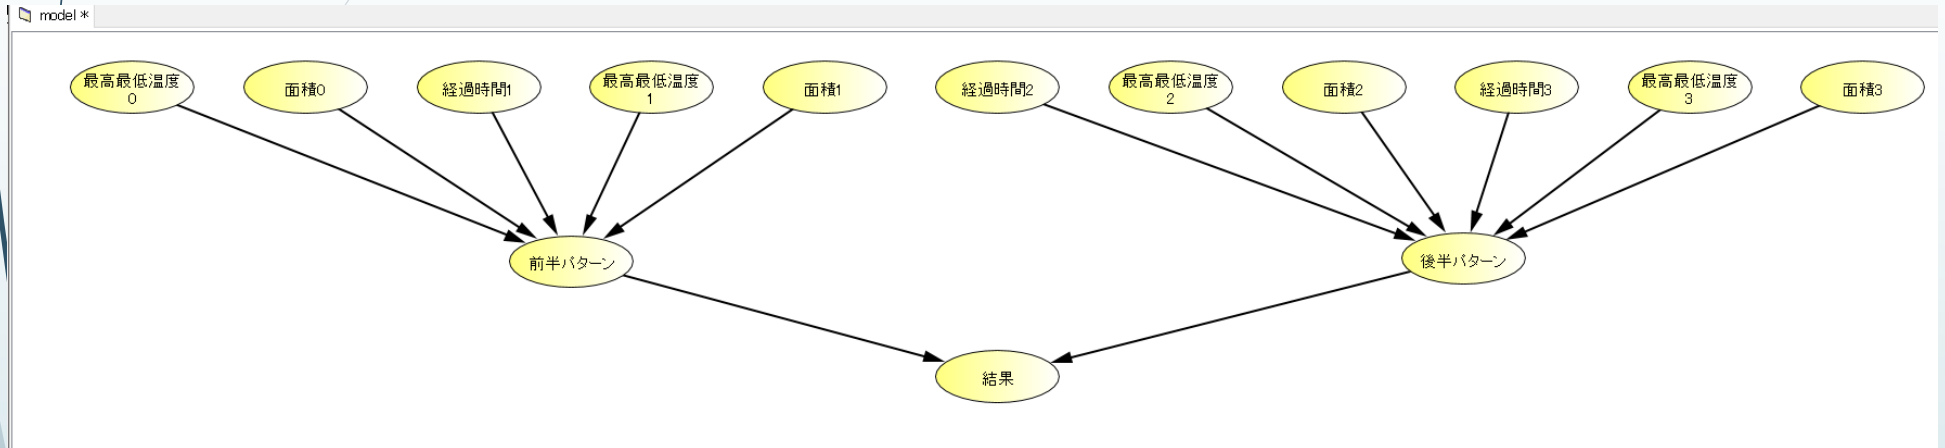 model *
最高最低温度
0
面積0
経過時間1
最高最低温度
1
面積1
経過時間2
最高最低温度
2
面積2
経過時間3
最高最低温度
3
面積3
前半パターン
後半パターン
結果